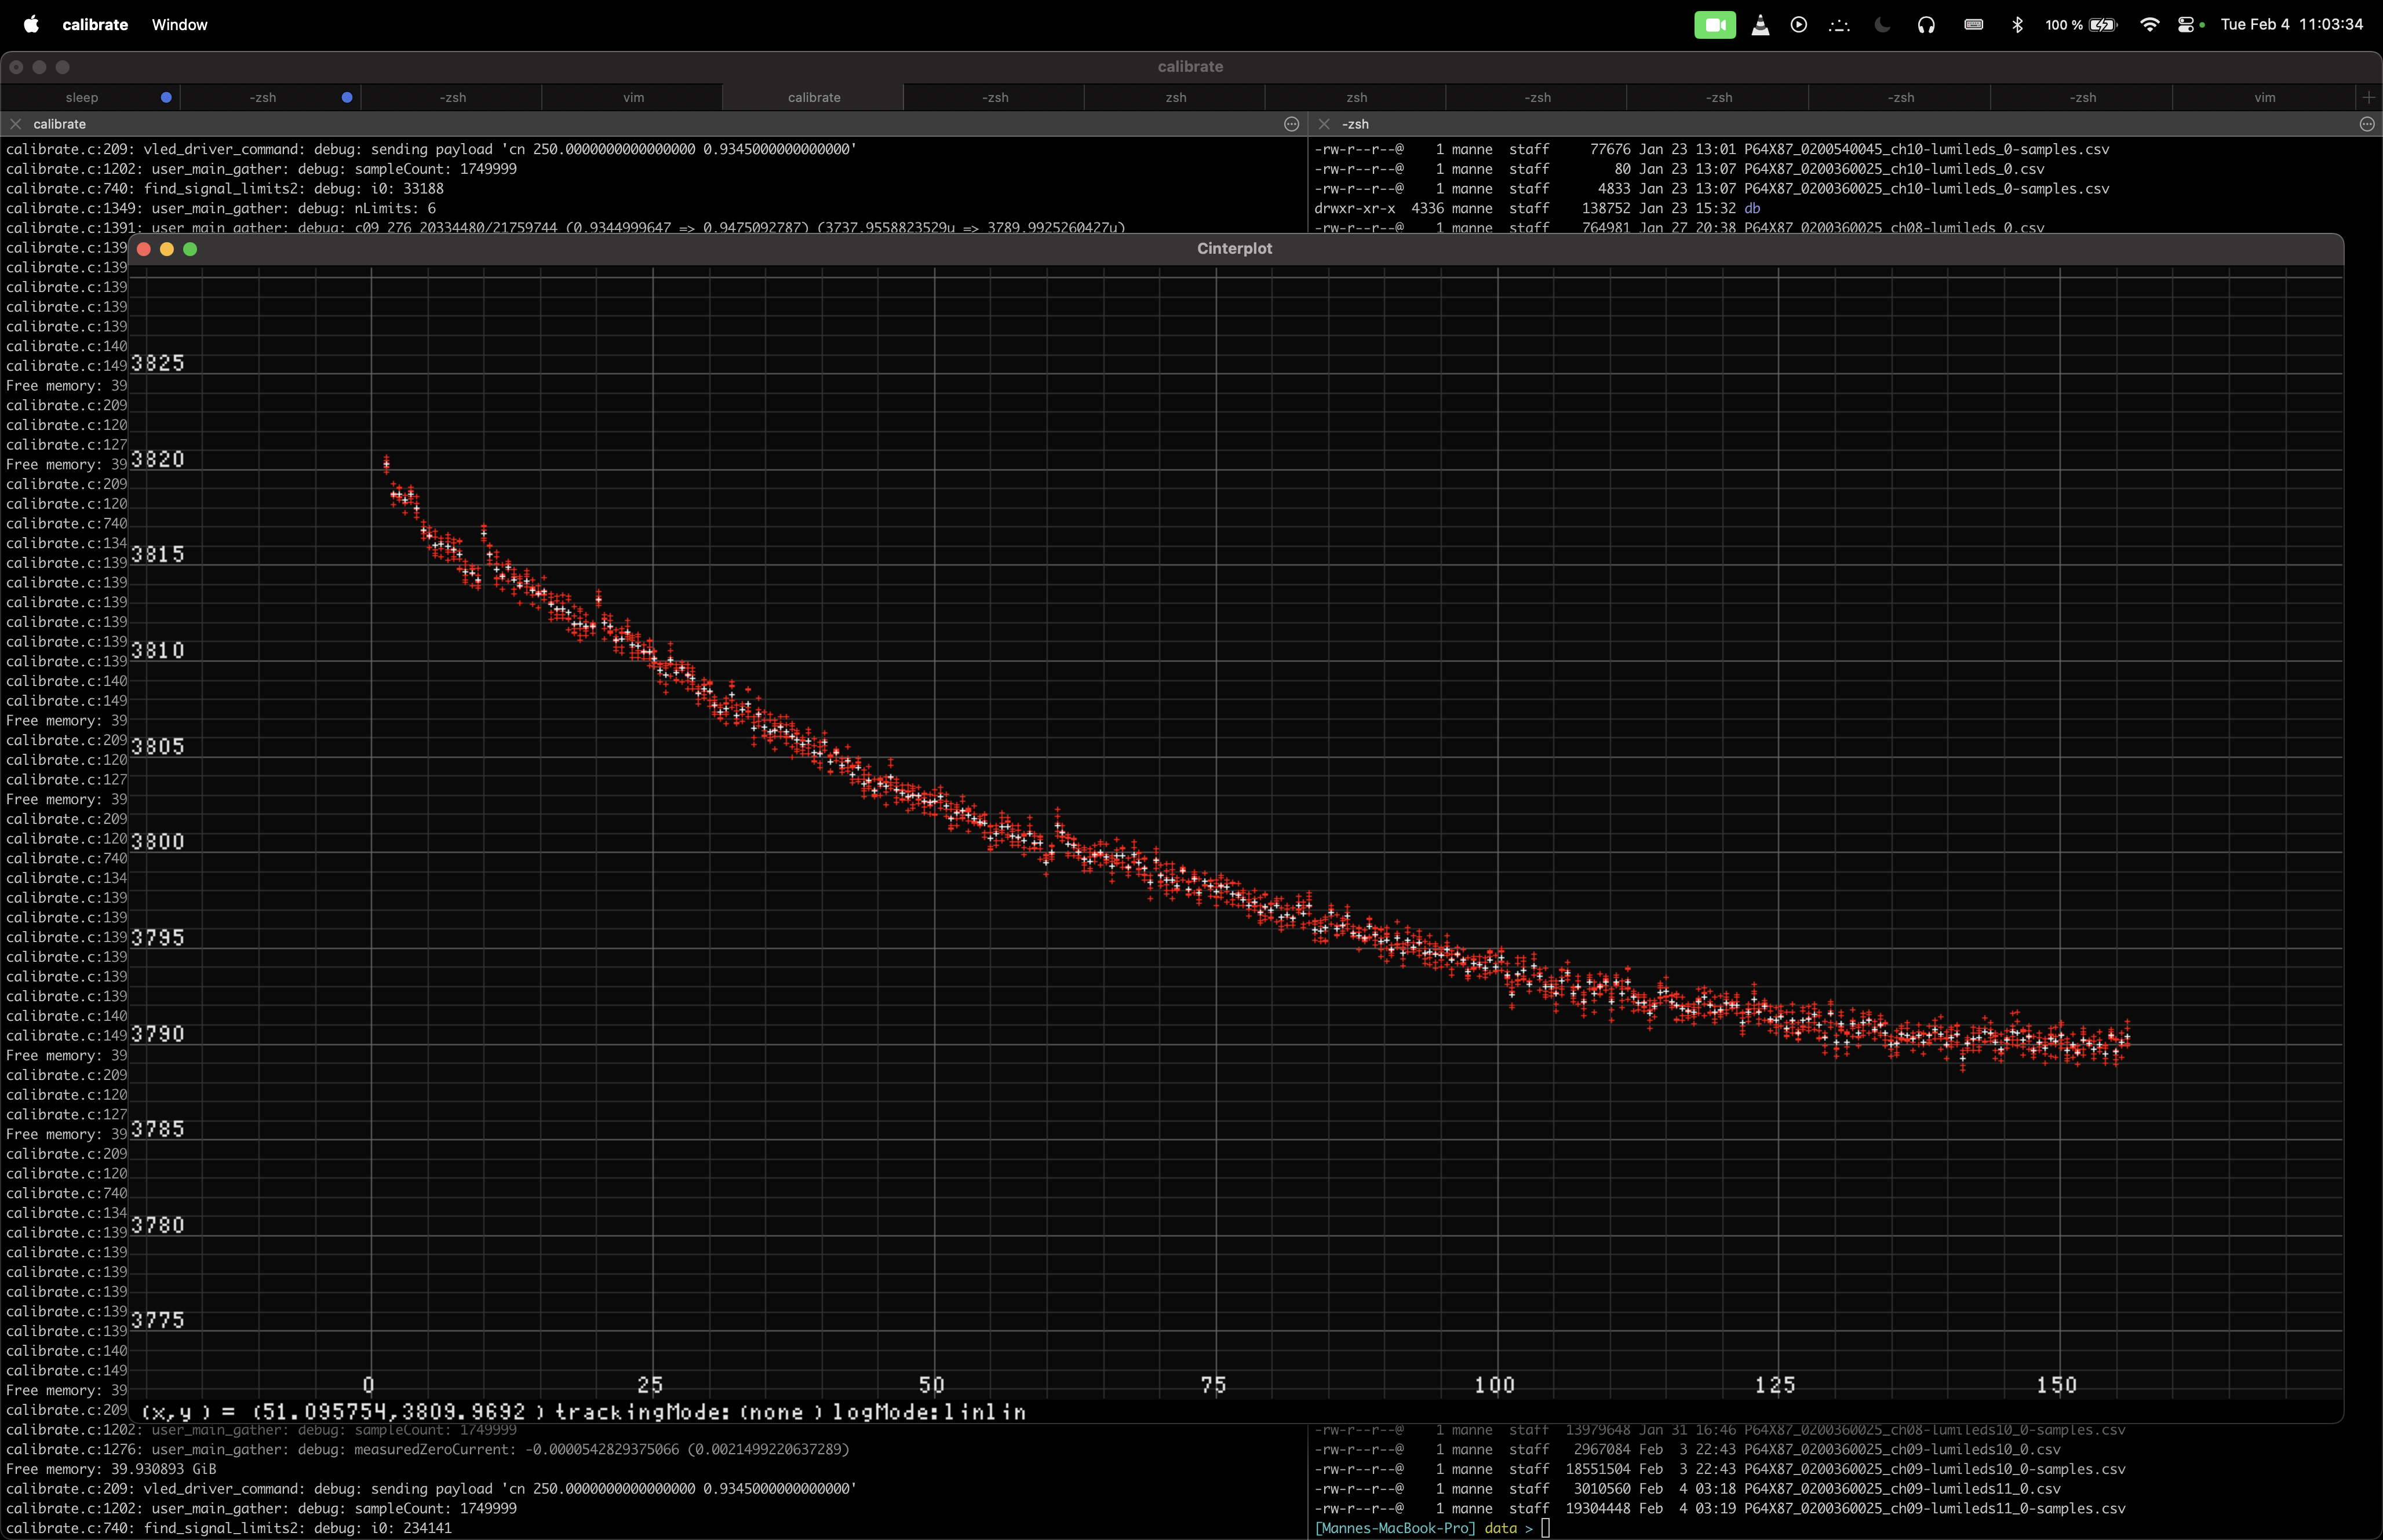 calibrate Window 100 % Tue Feb 4 11:03:34
calibrate
sleep -zsh -zsh vim calibrate -zsh zsh zsh -zsh -zsh -zsh -zsh vim
calibrate
calibrate.c:209: vled_driver_command: debug: sending payload 'cn 250.0000000000000000 0.9345000000000000'
calibrate.c:1202: user_main_gather: debug: sampleCount: 1749999
calibrate.c:740: find_signal_limits2: debug: i0: 33188
calibrate.c:1349: user_main_gather: debug: nLimits: 6
calibrate.c:1391: user_main_gather: debug: c09 276 20334480/21759744 (0.9344999647 => 0.9475092787) (3737.9558823529u => 3789.9925260427u)
calibrate.c:139
calibrate.c:139
calibrate.c:139
calibrate.c:139
calibrate.c:139
calibrate.c:140
calibrate.c:149
Free memory: 39
calibrate.c:209
calibrate.c:120
calibrate.c:127
Free memory: 39
calibrate.c:209
calibrate.c:120
calibrate.c:740
calibrate.c:134
calibrate.c:139
calibrate.c:139
calibrate.c:139
calibrate.c:139
calibrate.c:139
calibrate.c:139
calibrate.c:140
calibrate.c:149
Free memory: 39
calibrate.c:209
calibrate.c:120
calibrate.c:127
Free memory: 39
calibrate.c:209
calibrate.c:120
calibrate.c:740
calibrate.c:134
calibrate.c:139
calibrate.c:139
calibrate.c:139
calibrate.c:139
calibrate.c:139
calibrate.c:139
calibrate.c:140
calibrate.c:149
Free memory: 39
calibrate.c:209
calibrate.c:120
calibrate.c:127
Free memory: 39
calibrate.c:209
calibrate.c:120
calibrate.c:740
calibrate.c:134
calibrate.c:139
calibrate.c:139
calibrate.c:139
calibrate.c:139
calibrate.c:139
calibrate.c:139
calibrate.c:140
calibrate.c:149
Free memory: 39
calibrate.c:209
calibrate.c:1202: user_main_gather: debug: sampleCount: 1749999
calibrate.c:1276: user_main_gather: debug: measuredZeroCurrent: -0.0000542829375066 (0.0021499220637289)
Free memory: 39.930893 GiB
calibrate.c:209: vled_driver_command: debug: sending payload 'cn 250.0000000000000000 0.9345000000000000'
calibrate.c:1202: user_main_gather: debug: sampleCount: 1749999
calibrate.c:740: find_signal_limits2: debug: i0: 234141
-zsh
-rw-r--r--@ 1 manne staff 77676 Jan 23 13:01 P64X87_0200540045_ch10-lumileds_0-samples.csv
-rw-r--r--@ 1 manne staff 80 Jan 23 13:07 P64X87_0200360025_ch10-lumileds_0.csv
-rw-r--r--@ 1 manne staff 4833 Jan 23 13:07 P64X87_0200360025_ch10-lumileds_0-samples.csv
drwxr-xr-x 4336 manne staff 138752 Jan 23 15:32 db
-rw-r--r--@ 1 manne staff 764981 Jan 27 20:38 P64X87_0200360025_ch08-lumileds_0.csv
-rw-r--r--@ 1 manne staff 13979648 Jan 31 16:46 P64X87_0200360025_ch08-lumileds10_0-samples.csv
-rw-r--r--@ 1 manne staff 2967084 Feb 3 22:43 P64X87_0200360025_ch09-lumileds10_0.csv
-rw-r--r--@ 1 manne staff 18551504 Feb 3 22:43 P64X87_0200360025_ch09-lumileds10_0-samples.csv
-rw-r--r--@ 1 manne staff 3010560 Feb 4 03:18 P64X87_0200360025_ch09-lumileds11_0.csv
-rw-r--r--@ 1 manne staff 19304448 Feb 4 03:19 P64X87_0200360025_ch09-lumileds11_0-samples.csv
[Mannes-MacBook-Pro] data >
Cinterplot
3825
3820
3815
3810
3805
3800
3795
3790
3785
3780
3775
0 25 50 75 100 125 150
(x,y) = (51.095754,3809.9692) trackingMode:(none) logMode:linlin